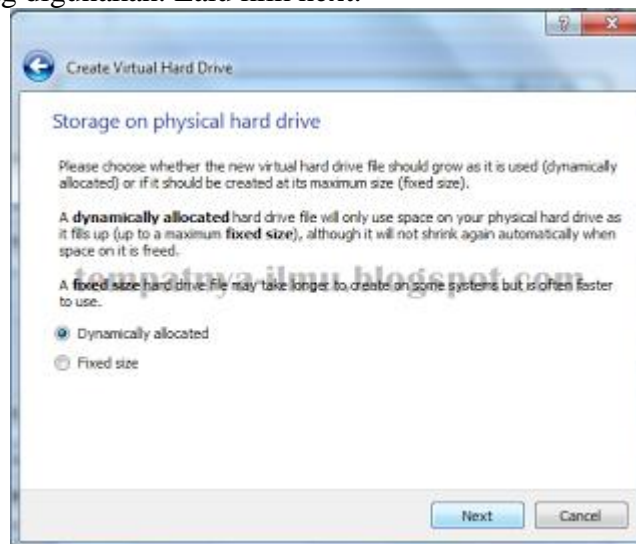 g digunakan. Lalu klik next.
Create Virtual Hard Drive
Storage on physical hard drive
Please choose whether the new virtual hard drive file should grow as it is used (dynamically
allocated) or if it should be created at its maximum size (fixed size).
A dynamically allocated hard drive file will only use space on your physical hard drive as
it fills up (up to a maximum fixed size), although it will not shrink again automatically when
space on it is freed.
tempatnya-ilmu.blogspot.com
A fixed size hard drive file may take longer to create on some systems but is often faster
to use.
Dynamically allocated
Fixed size
Next Cancel